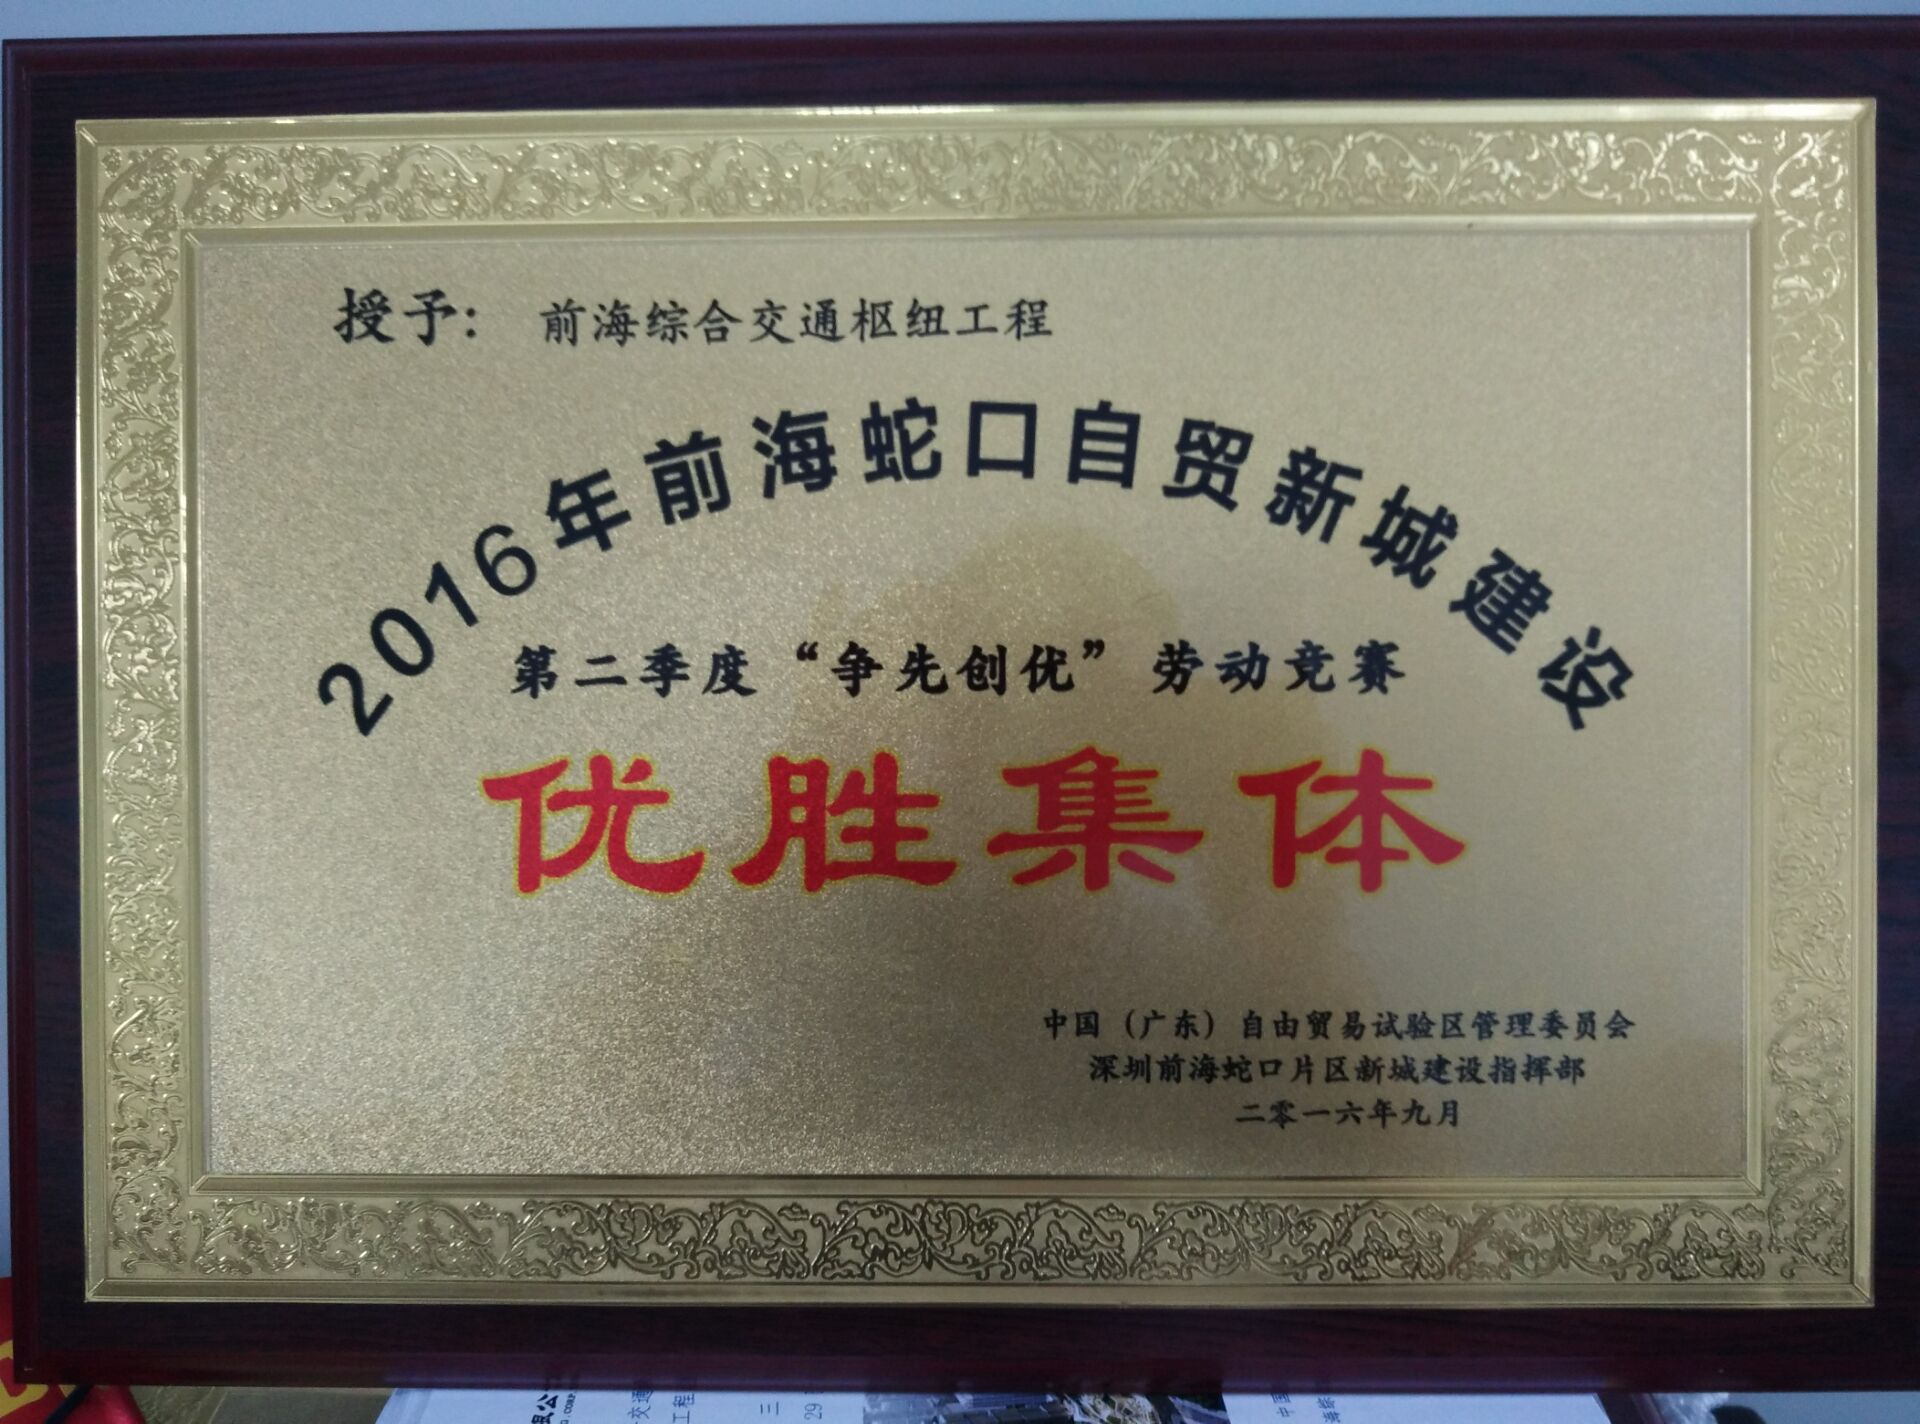 授予: 前海综合交通枢纽工程
2016年前海蛇口自贸新城建设
第二季度“争先创优”劳动竞赛
优胜集体
中国（广东）自由贸易试验区管理委员会
深圳前海蛇口片区新城建设指挥部
二零一六年九月
三
29